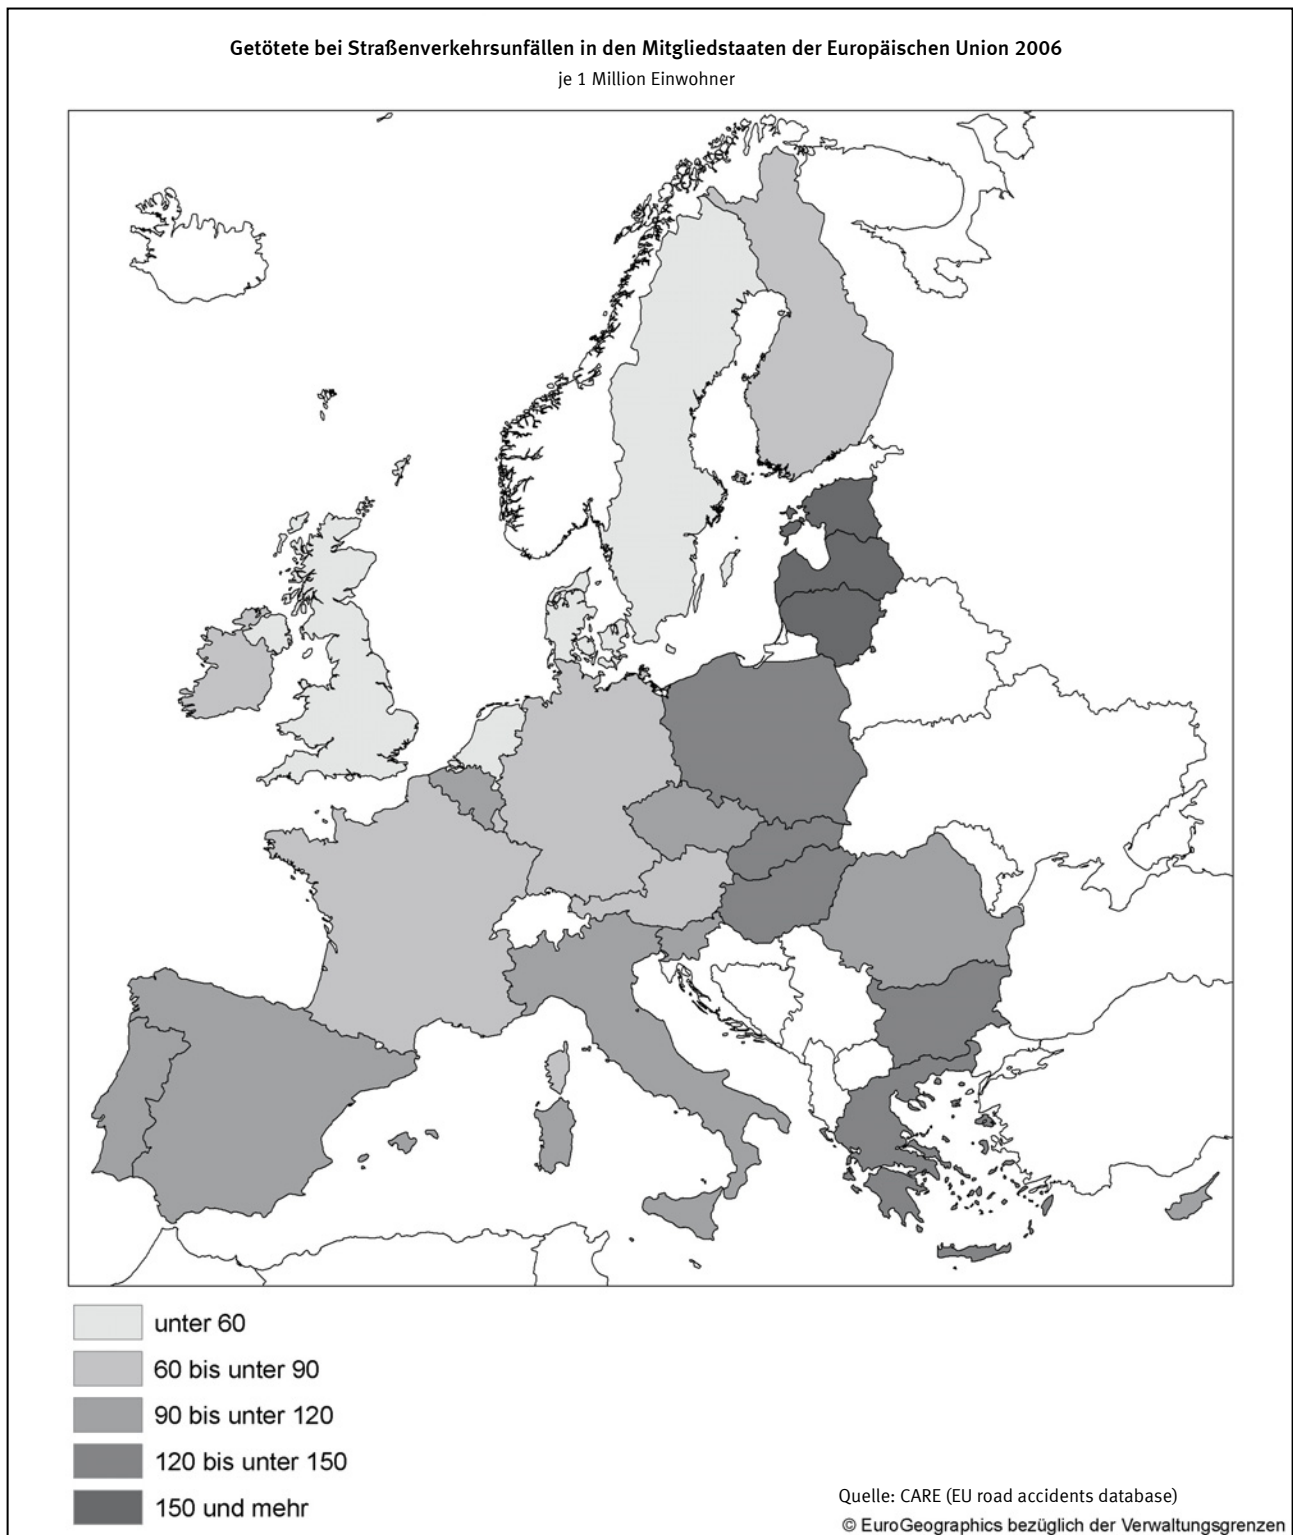 Getötete bei Straßenverkehrsunfällen in den Mitgliedstaaten der Europäischen Union 2006
je 1 Million Einwohner
unter 60
60 bis unter 90
90 bis unter 120
120 bis unter 150
150 und mehr
Quelle: CARE (EU road accidents database)
© EuroGeographics bezüglich der Verwaltungsgrenzen